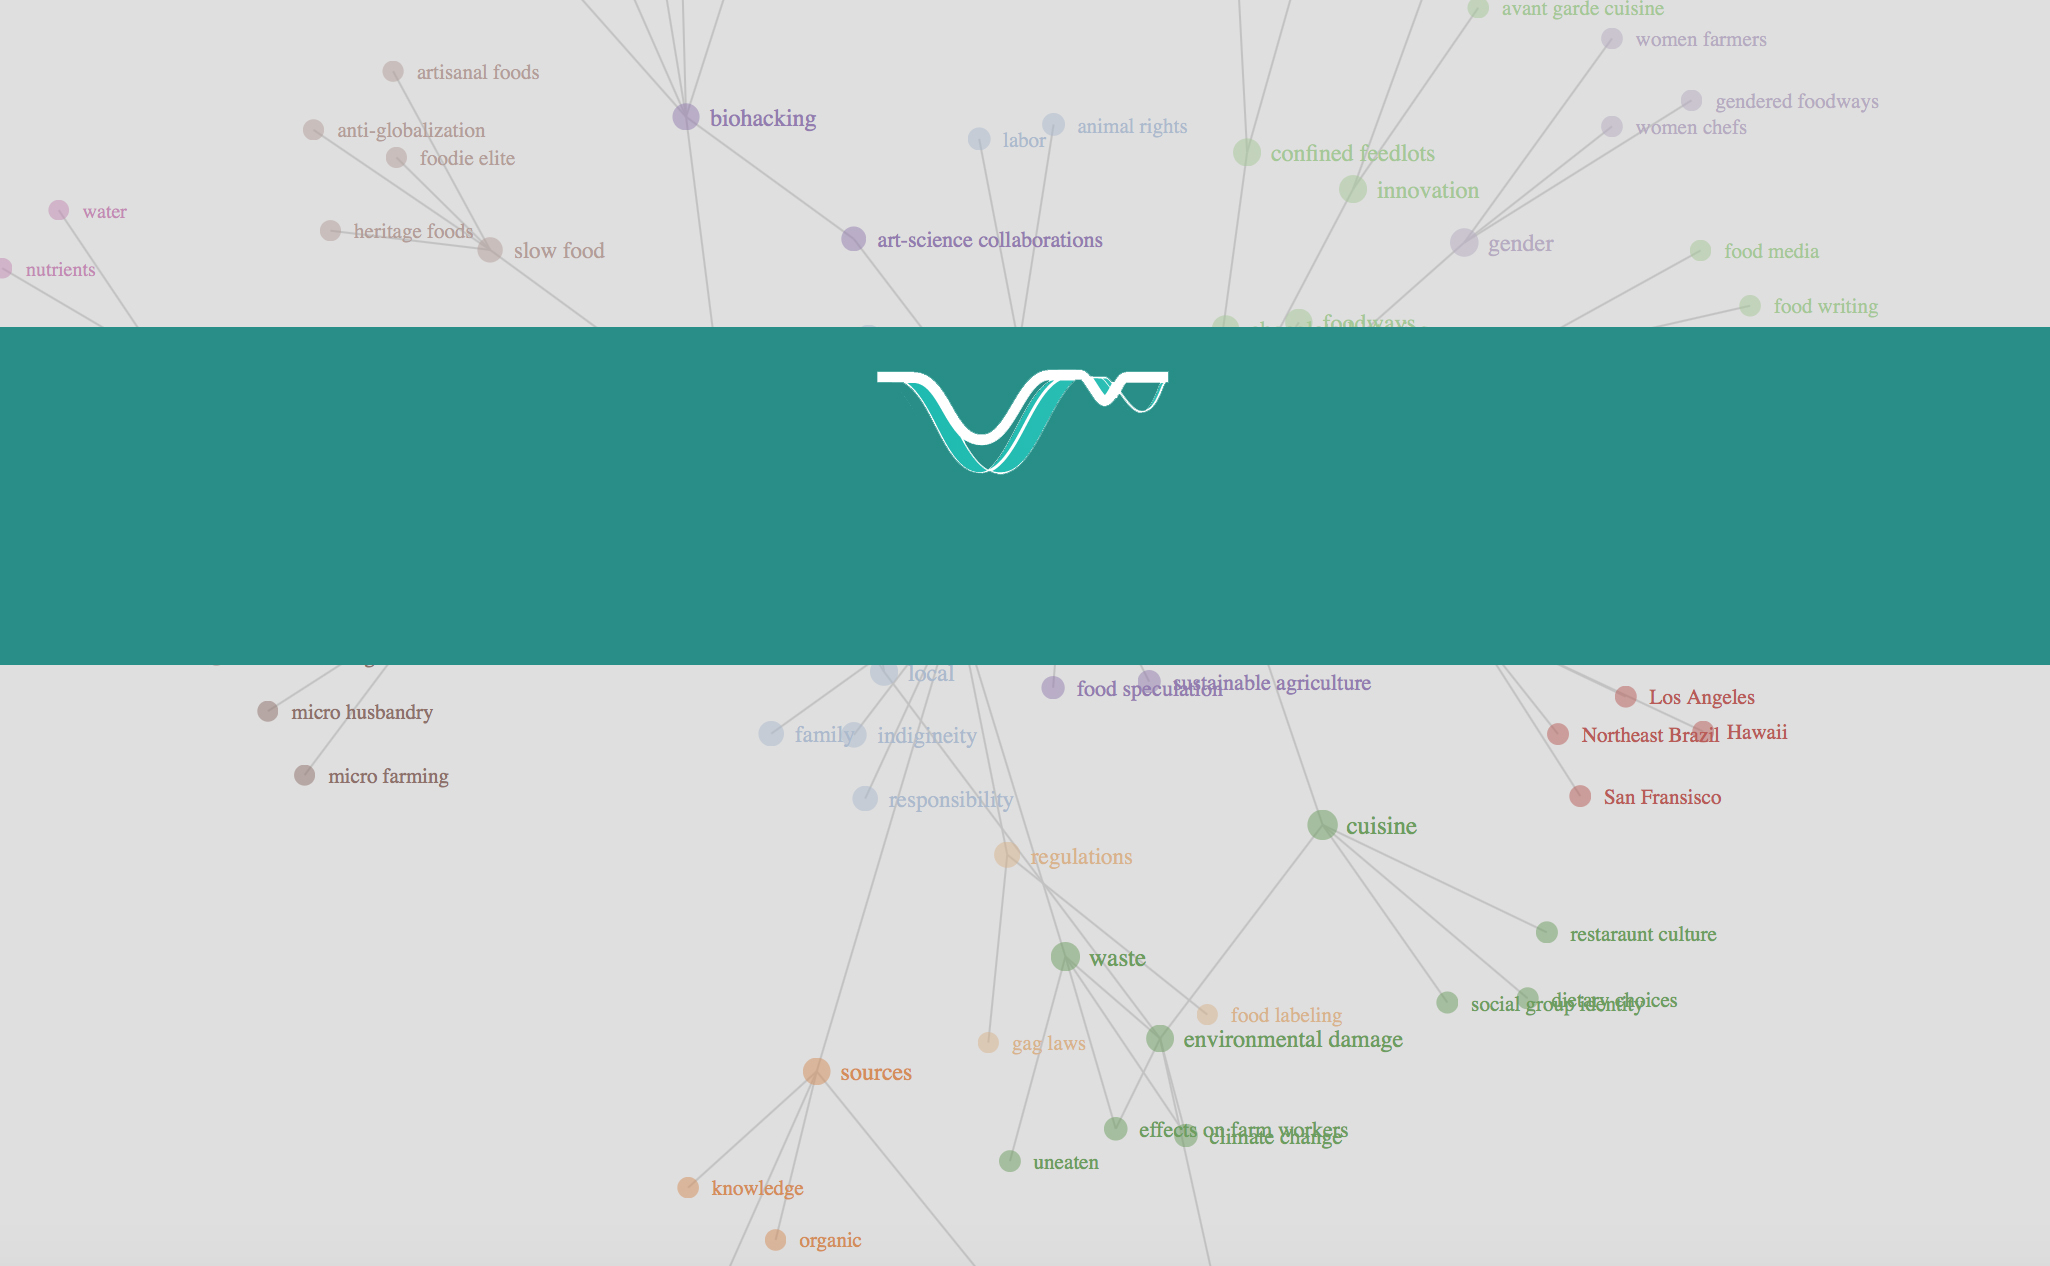 avant garde cuisine
women farmers
artisanal foods
gendered foodways
biohacking
animal rights
women chefs
anti-globalization
labor
confined feedlots
foodie elite
innovation
water
heritage foods
art-science collaborations
gender
slow food
food media
nutrients
food writing
foodways
local
food speculation
sustainable agriculture
Los Angeles
micro husbandry
family
indigineity
Northeast Brazil
Hawaii
micro farming
responsibility
San Fransisco
cuisine
regulations
restaraunt culture
waste
dietary choices
social group identity
food labeling
environmental damage
gag laws
sources
effects on farm workers
climate change
uneaten
knowledge
organic